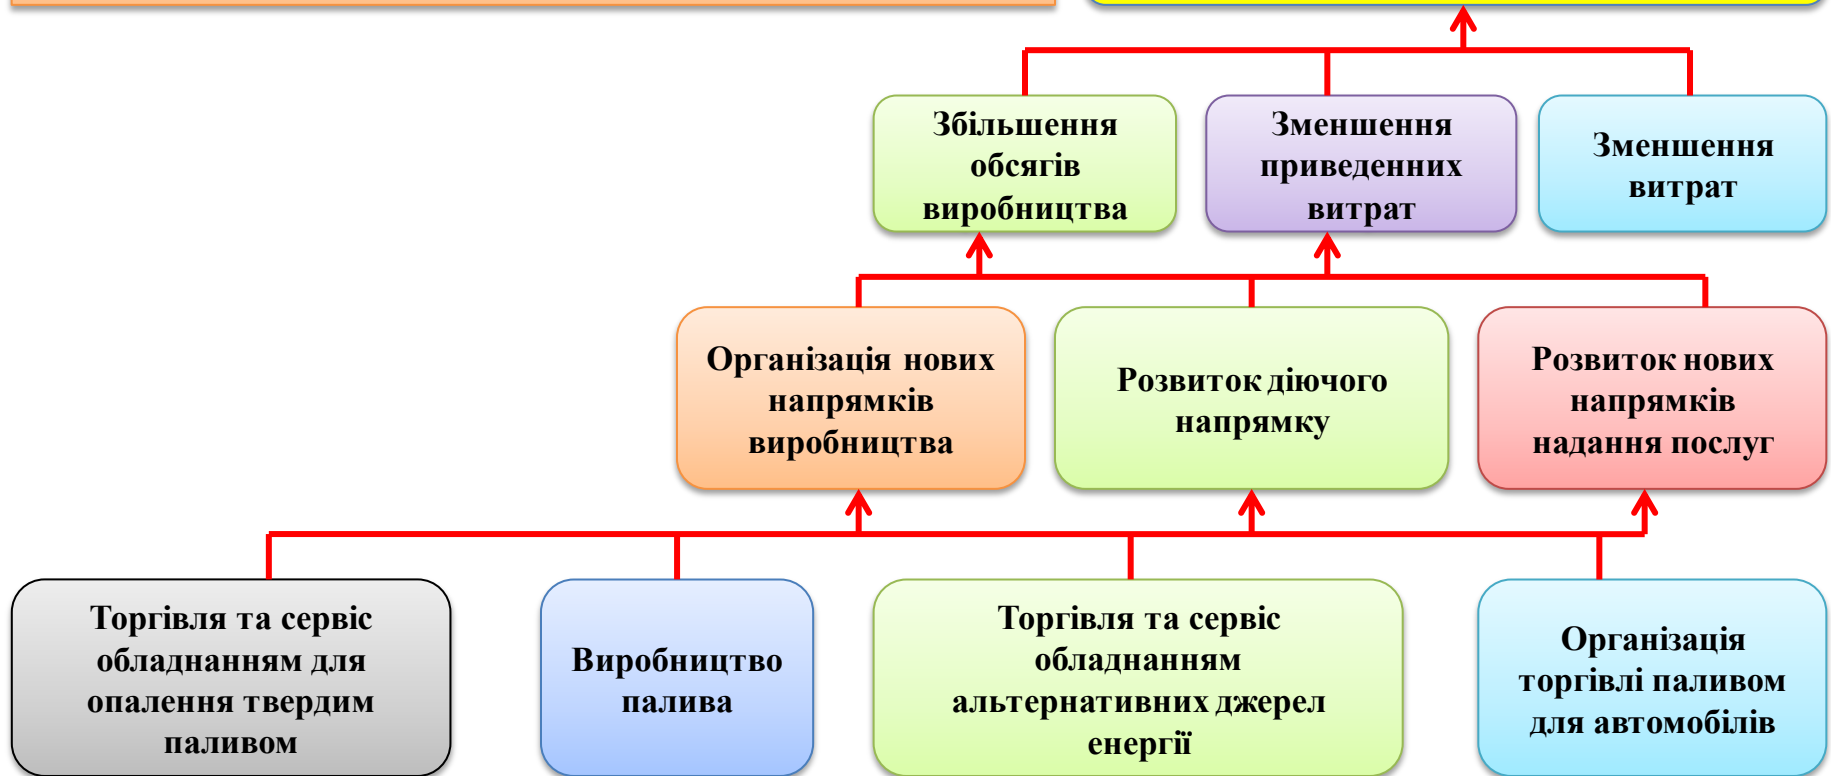 Збільшення
обсягів
виробництва
Зменшення
приведенних
витрат
Зменшення
витрат
Організація нових
напрямків
виробництва
Розвиток діючого
напрямку
Розвиток нових
напрямків
надання послуг
Торгівля та сервіс
обладнанням для
опалення твердим
паливом
Виробництво
палива
Торгівля та сервіс
обладнанням
альтернативних джерел
енергії
Організація
торгівлі паливом
для автомобілів